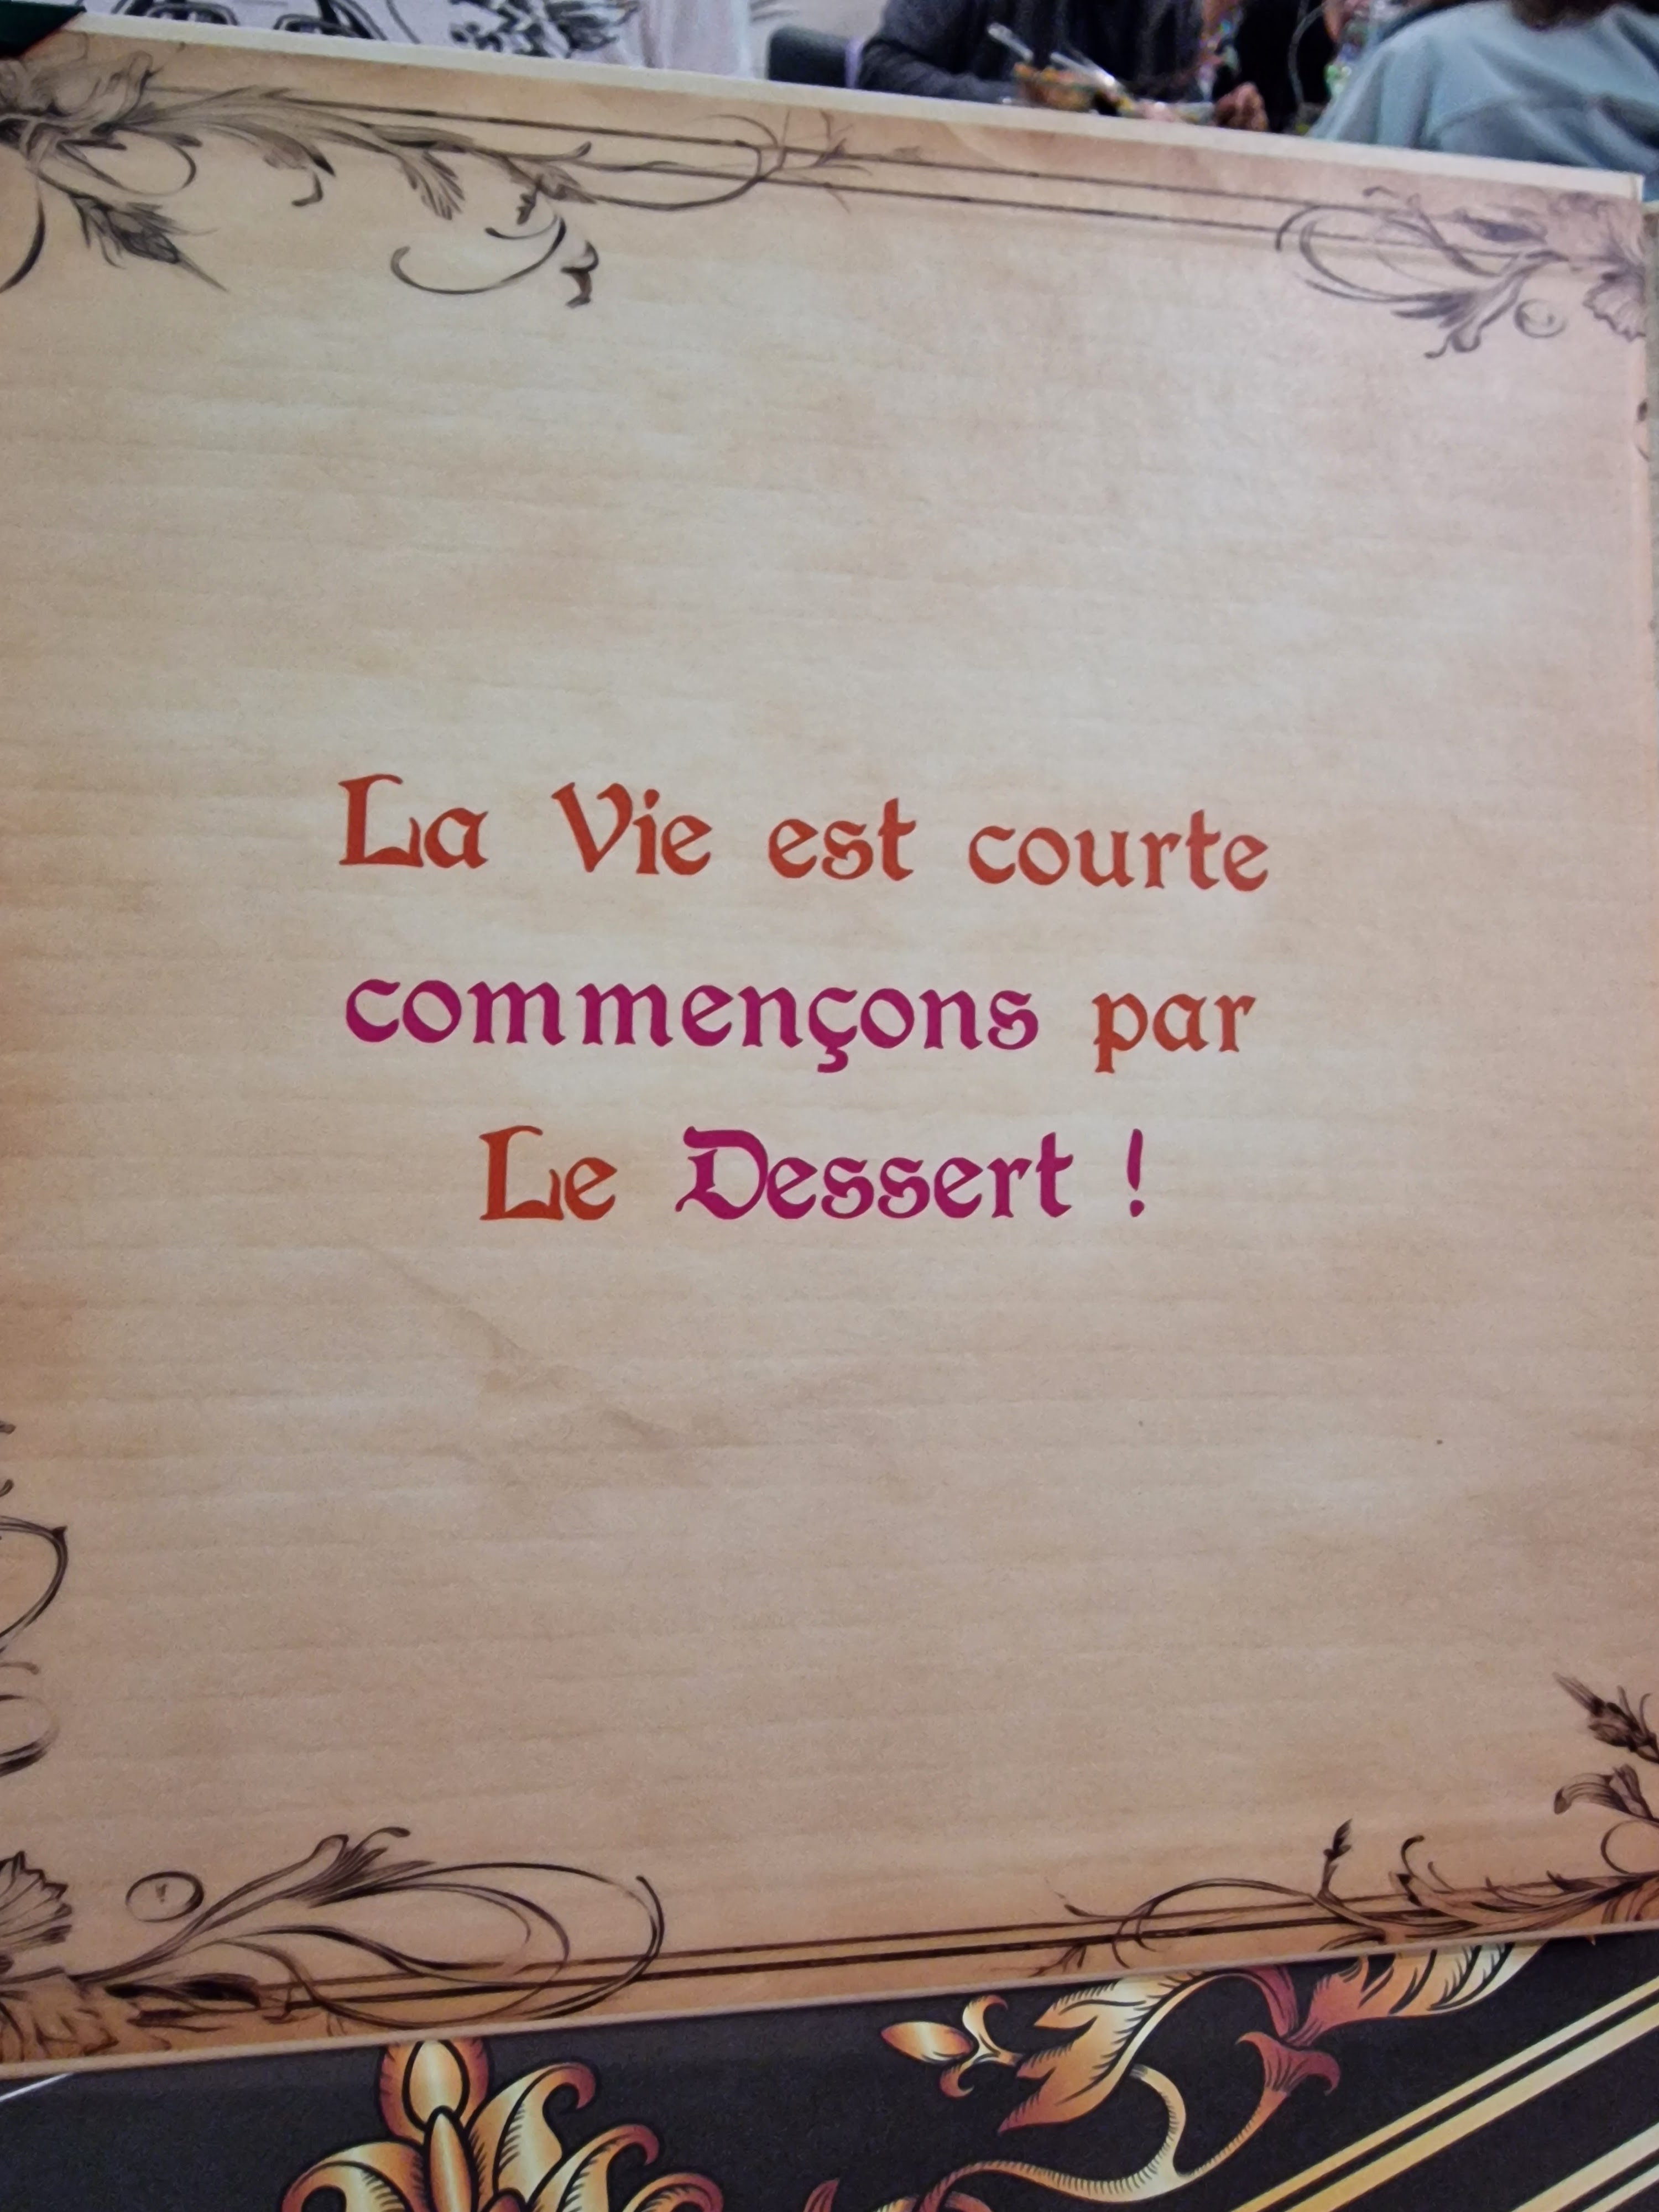 La Vie est courte
commençons par
Le Dessert !